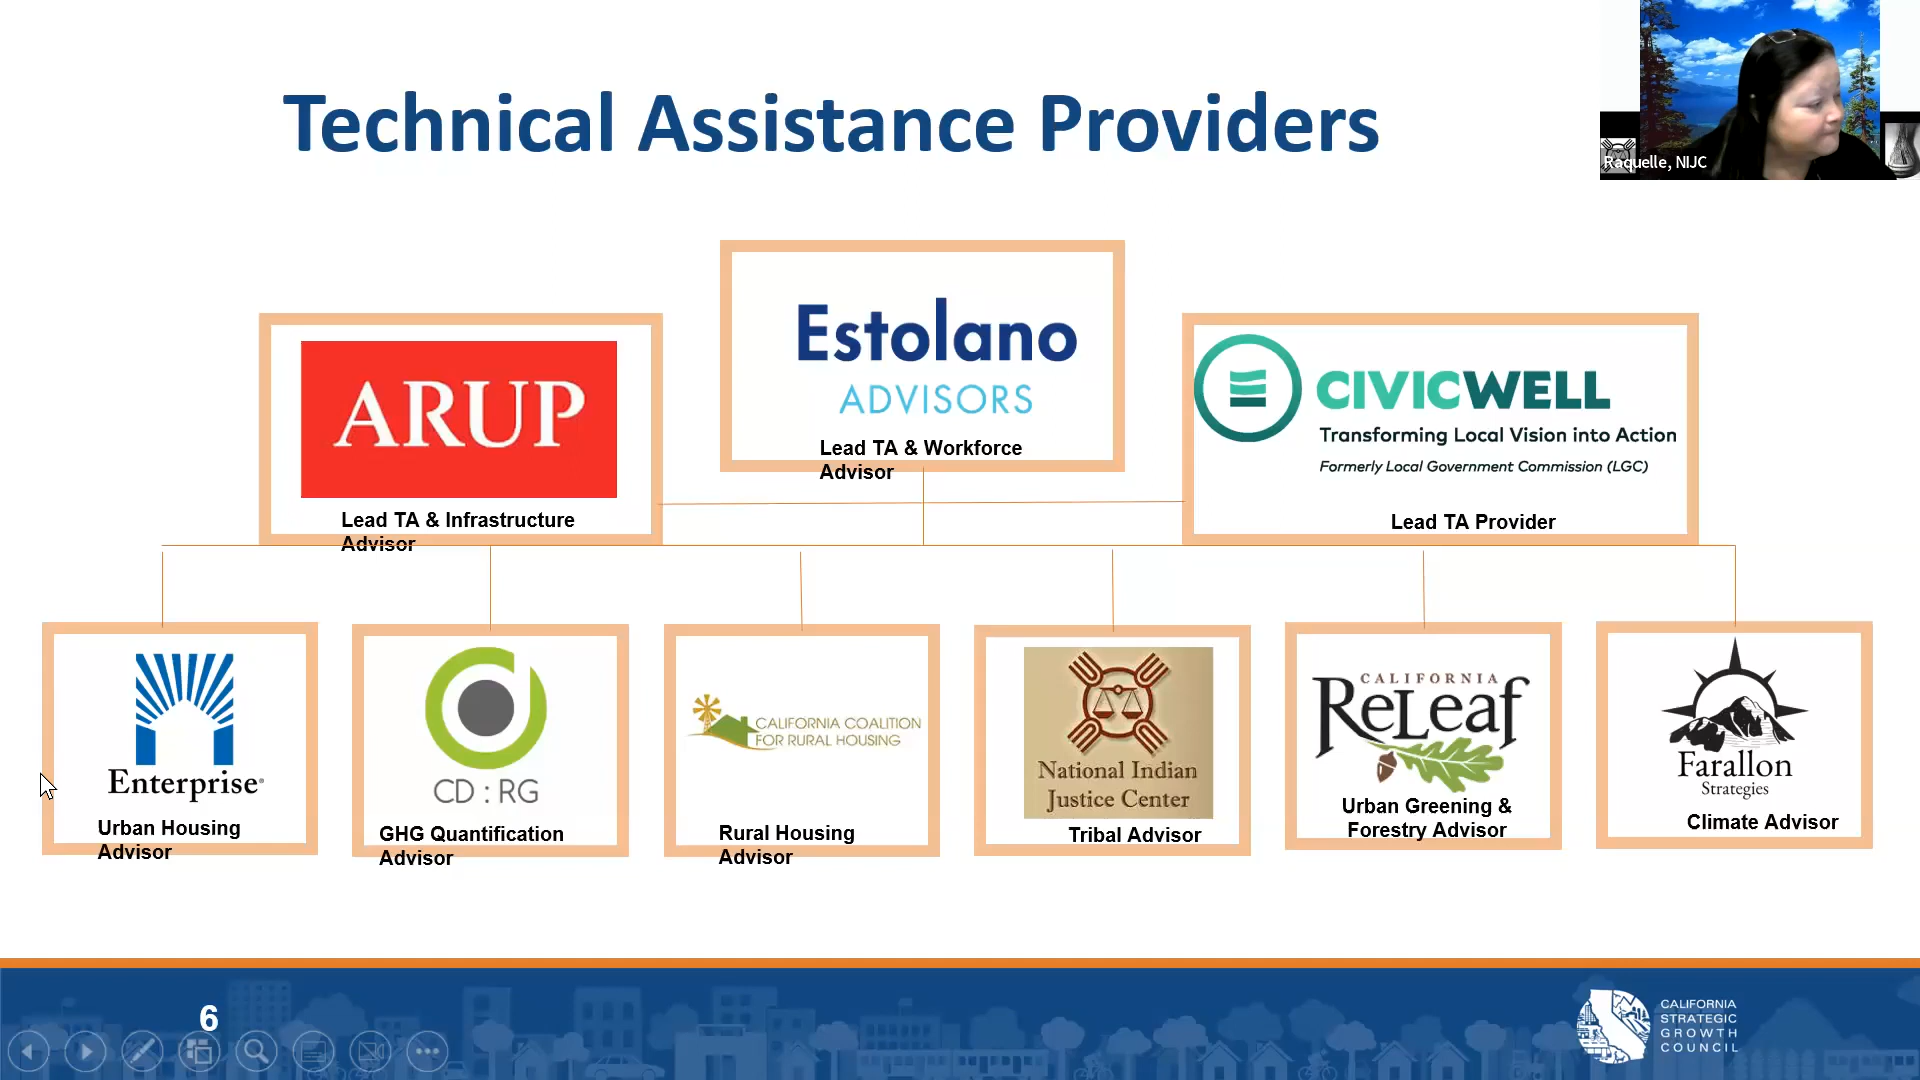 Technical Assistance Providers
Raquelle, NIJC
Estolano
ADVISORS
Lead TA & Workforce
Advisor
ARUP
Lead TA & Infrastructure
Advisor
CIVICWELL
Transforming Local Vision into Action
Formerly Local Government Commission (LGC)
Lead TA Provider
Enterprise
Urban Housing
Advisor
CD : RG
GHG Quantification
Advisor
CALIFORNIA COALITION
FOR RURAL HOUSING
Rural Housing
Advisor
National Indian
Justice Center
Tribal Advisor
CALIFORNIA
ReLeaf
Urban Greening &
Forestry Advisor
Farallon
Strategies
Climate Advisor
6
CALIFORNIA
STRATEGIC
GROWTH
COUNCIL